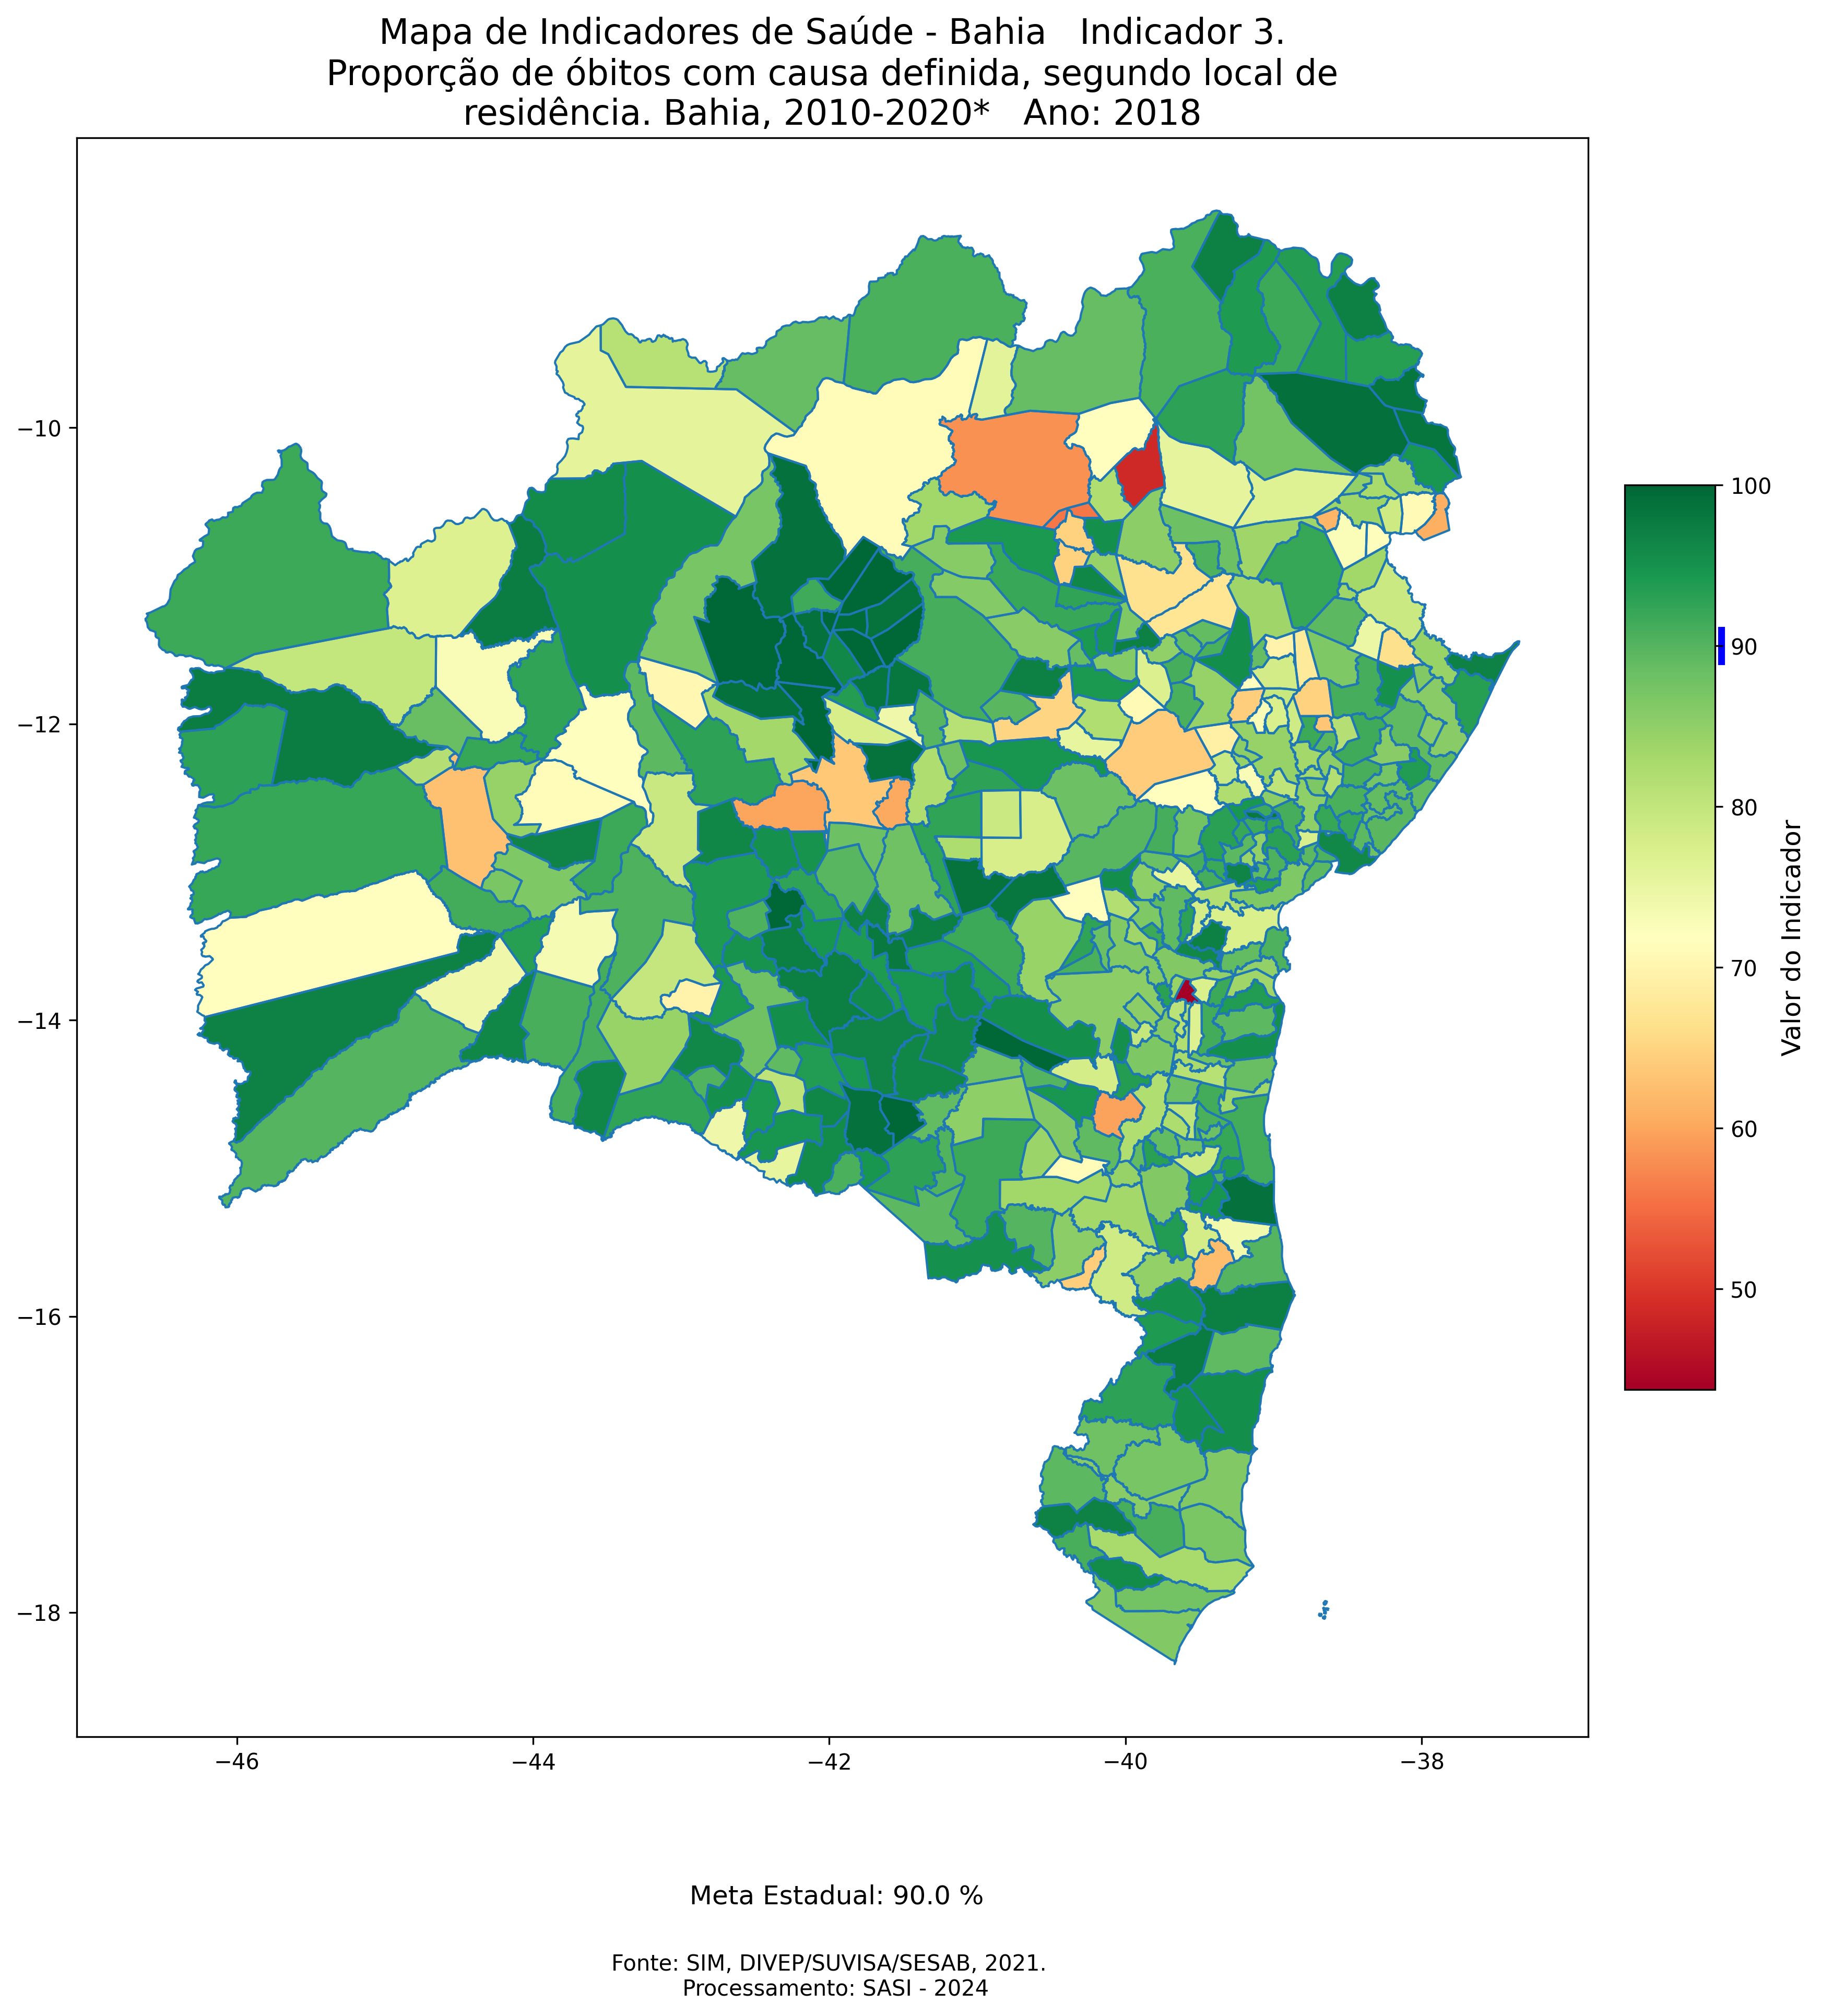 Mapa de Indicadores de Saúde - Bahia   Indicador 3.
Proporção de óbitos com causa definida, segundo local de
residência. Bahia, 2010-2020*   Ano: 2018
−10
−12
−14
−16
−18
−46
−44
−42
−40
−38
100
90
80
70
60
50
Valor do Indicador
Meta Estadual: 90.0 %
Fonte: SIM, DIVEP/SUVISA/SESAB, 2021.
Processamento: SASI - 2024